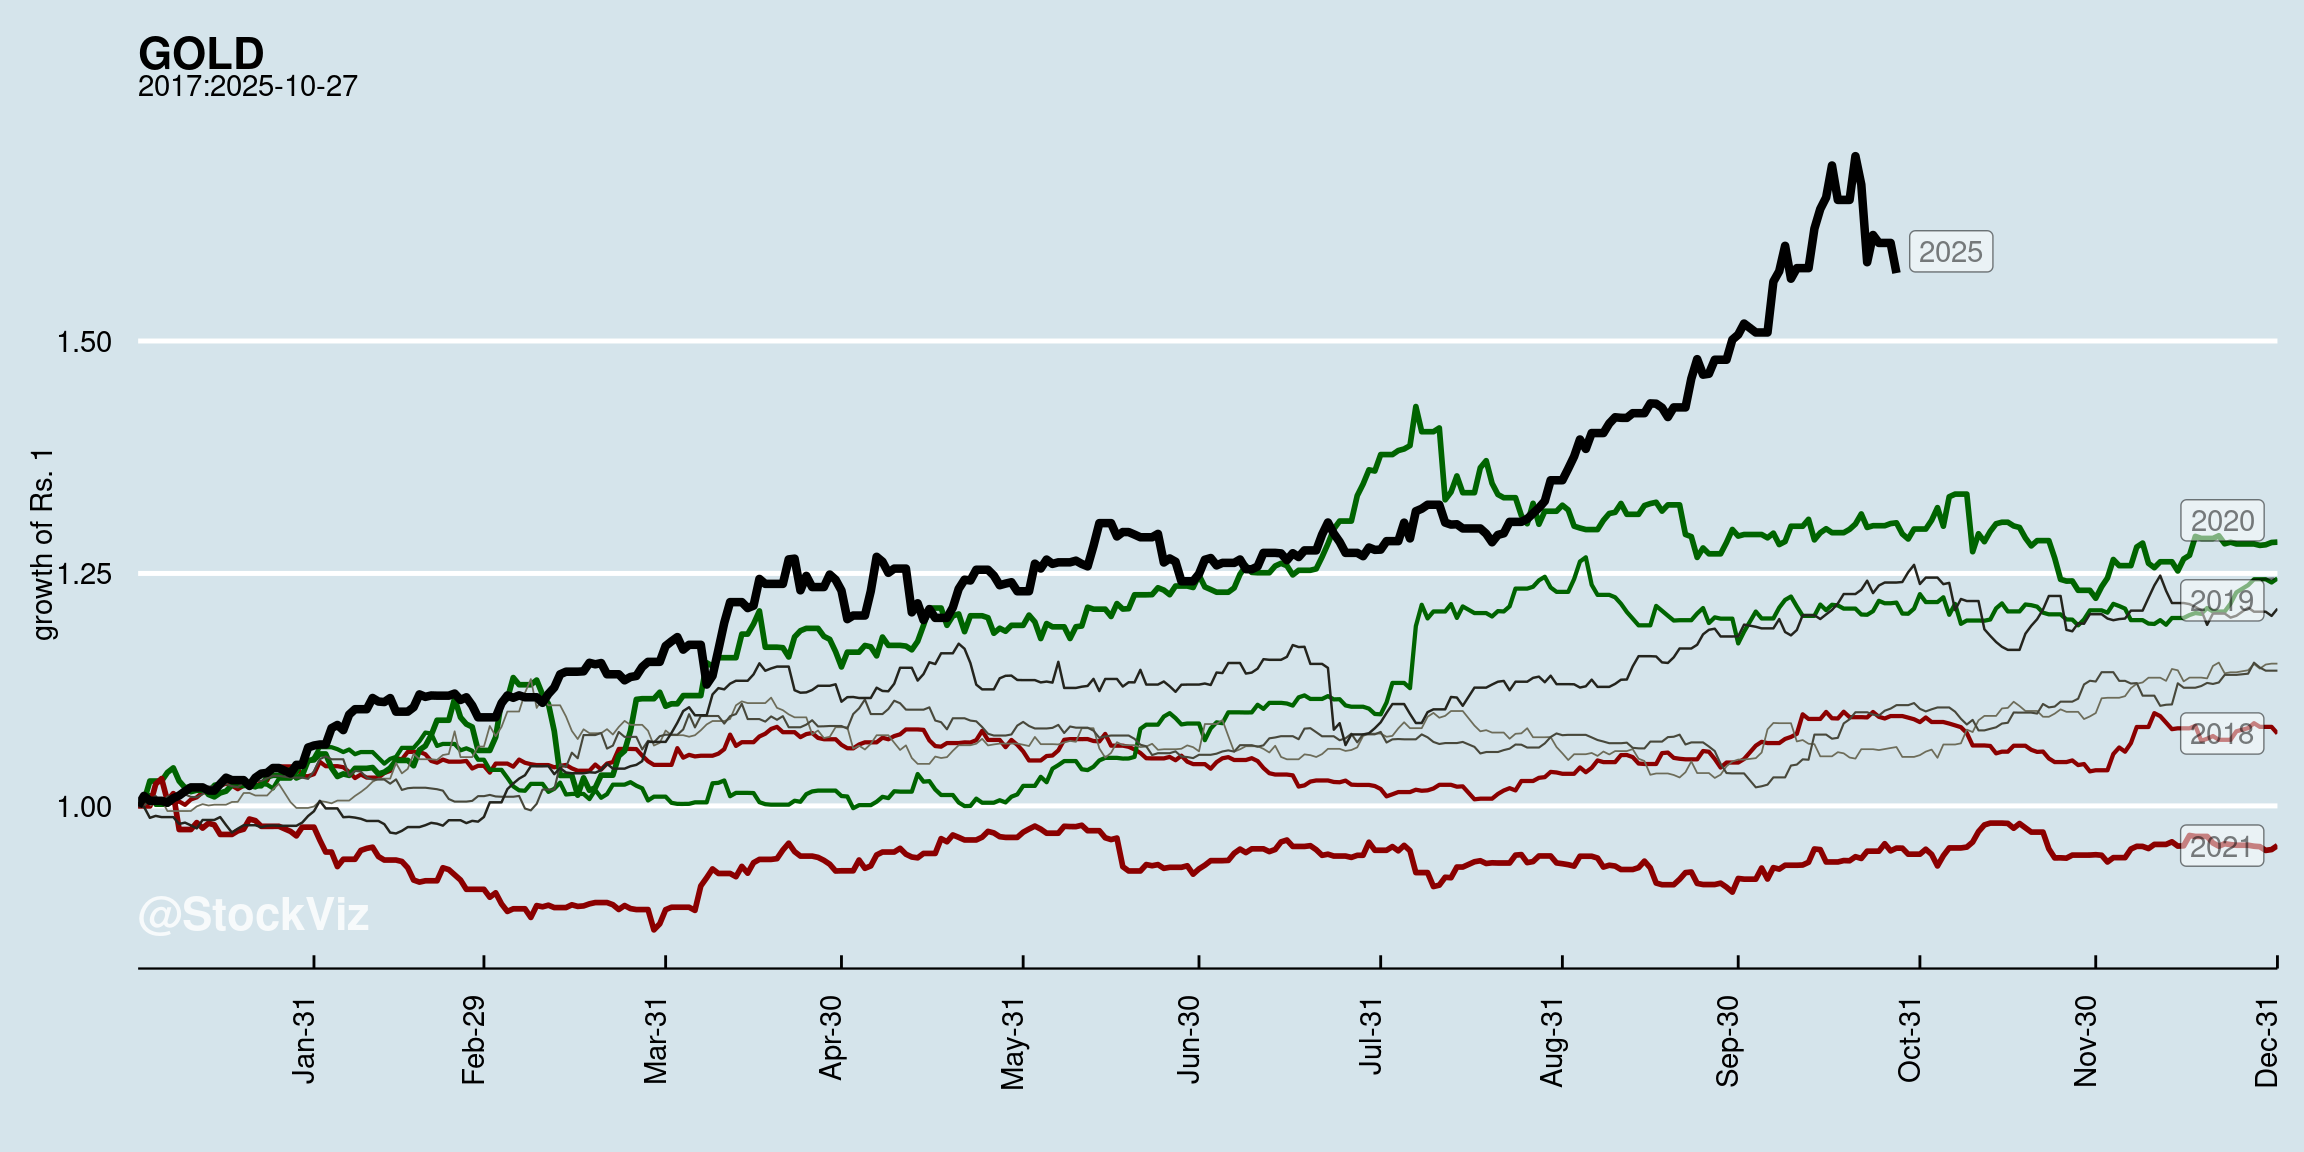 GOLD
2017:2025-10-27
growth of Rs. 1
1.50
1.25
1.00
2025
2020
2019
2018
2021
@StockViz
Jan-31
Feb-29
Mar-31
Apr-30
May-31
Jun-30
Jul-31
Aug-31
Sep-30
Oct-31
Nov-30
Dec-31